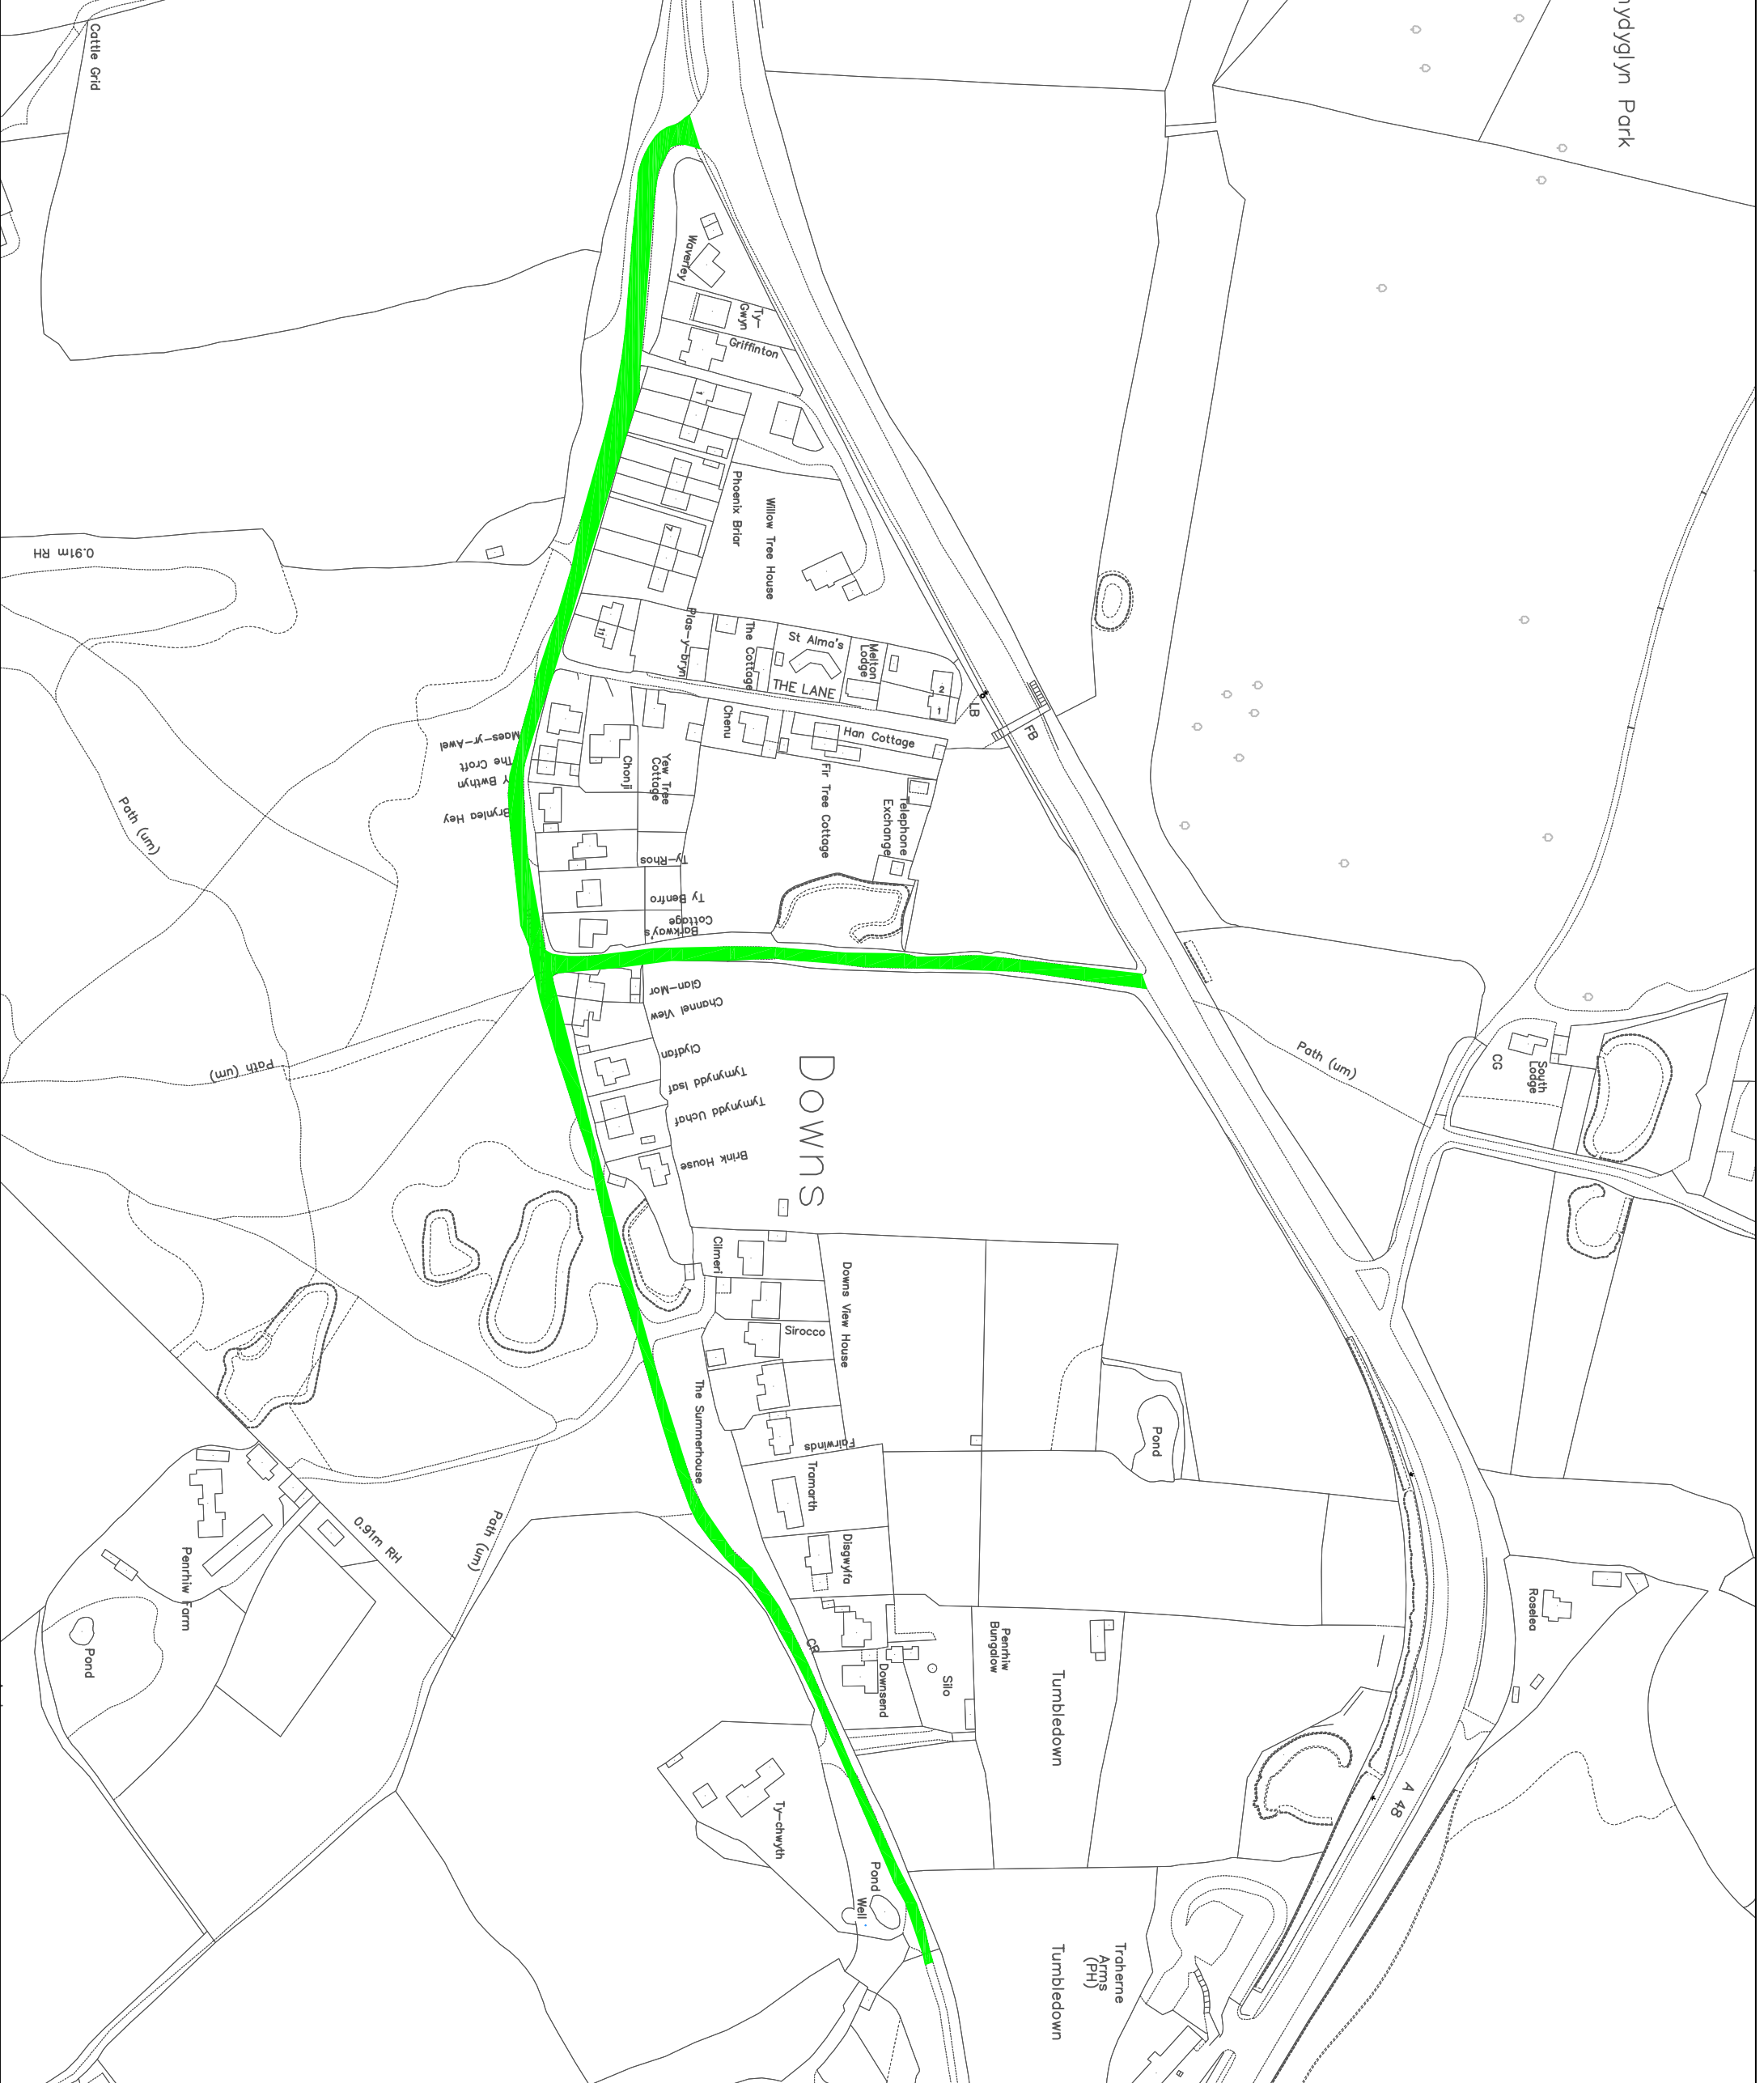 Cattle Grid
nydyglyn Park
Waverley
Ty-
Gwyn
Griffinton
1
0.91m RH
Phoenix Briar
Willow Tree House
7
11
Plas-y-bryn
The Cottage
St Alma's
Melton
Lodge
THE LANE
2
1
LB
FB
Chenu
Han Cottage
Maes-yr-Awel
The Croft
Y Bwthyn
Brynlea Hey
Chonji
Yew Tree
Cottage
Fir Tree Cottage
Telephone
Exchange
Path (um)
Ty-Rhos
Ty Benfro
Barkway's
Cottage
Glan-Mor
Channel View
Clydfan
Tymynydd Isaf
Tymynydd Uchaf
Brink House
Downs
Path (um)
Path (um)
CG
South
Lodge
Cilmeri
Downs View House
Sirocco
The Summerhouse
Fairwinds
Tramarth
Disgwylfa
Pond
Path (um)
0.91m RH
Penrhiw Farm
Pond
Roselea
Penrhiw
Bungalow
CR
Downsend
Silo
Tumbledown
A 48
Ty-chwyth
Pond
Well
Tumbledown
Traherne
Arms
(PH)